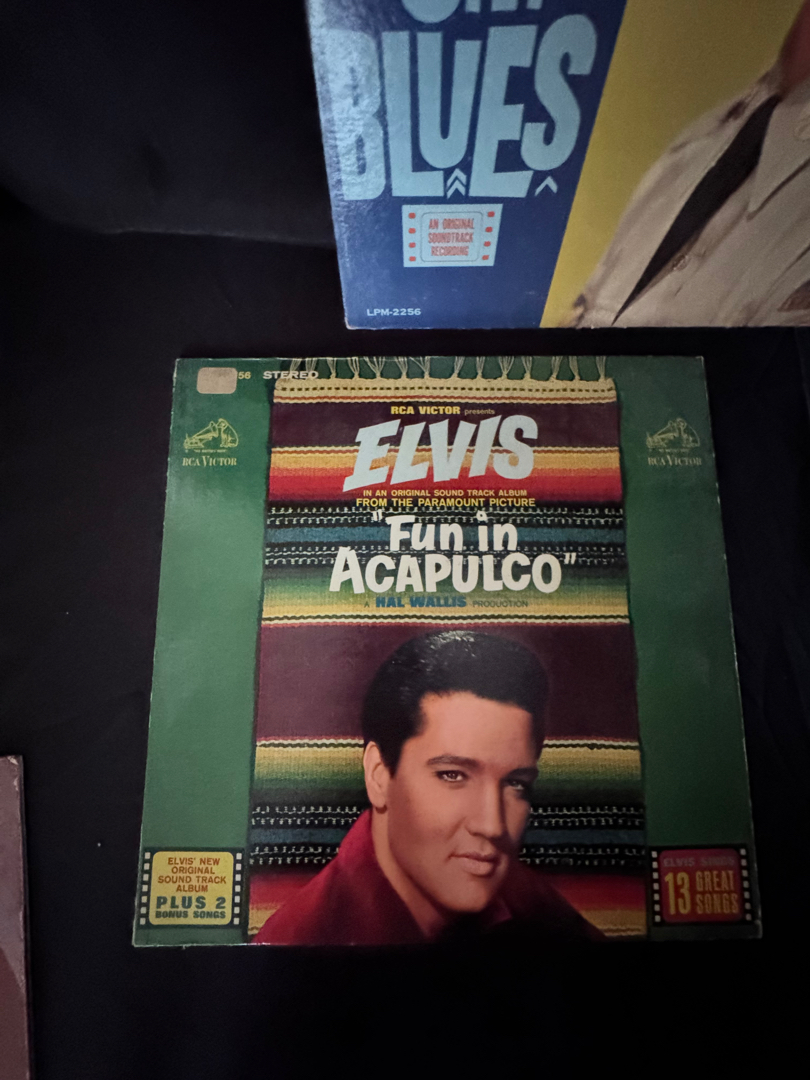 BLUES
AN ORIGINAL
SOUNDTRACK
RECORDING
LPM-2256
56 STEREO
RCA VICTOR presents
ELVIS
RCA VICTOR
RCA VICTOR
IN AN ORIGINAL SOUND TRACK ALBUM
FROM THE PARAMOUNT PICTURE
"Fun in
ACAPULCO"
A HAL WALLIS PRODUCTION
ELVIS' NEW
ORIGINAL
SOUND TRACK
ALBUM
PLUS 2
BONUS SONGS
ELVIS SINGS
13 GREAT
SONGS